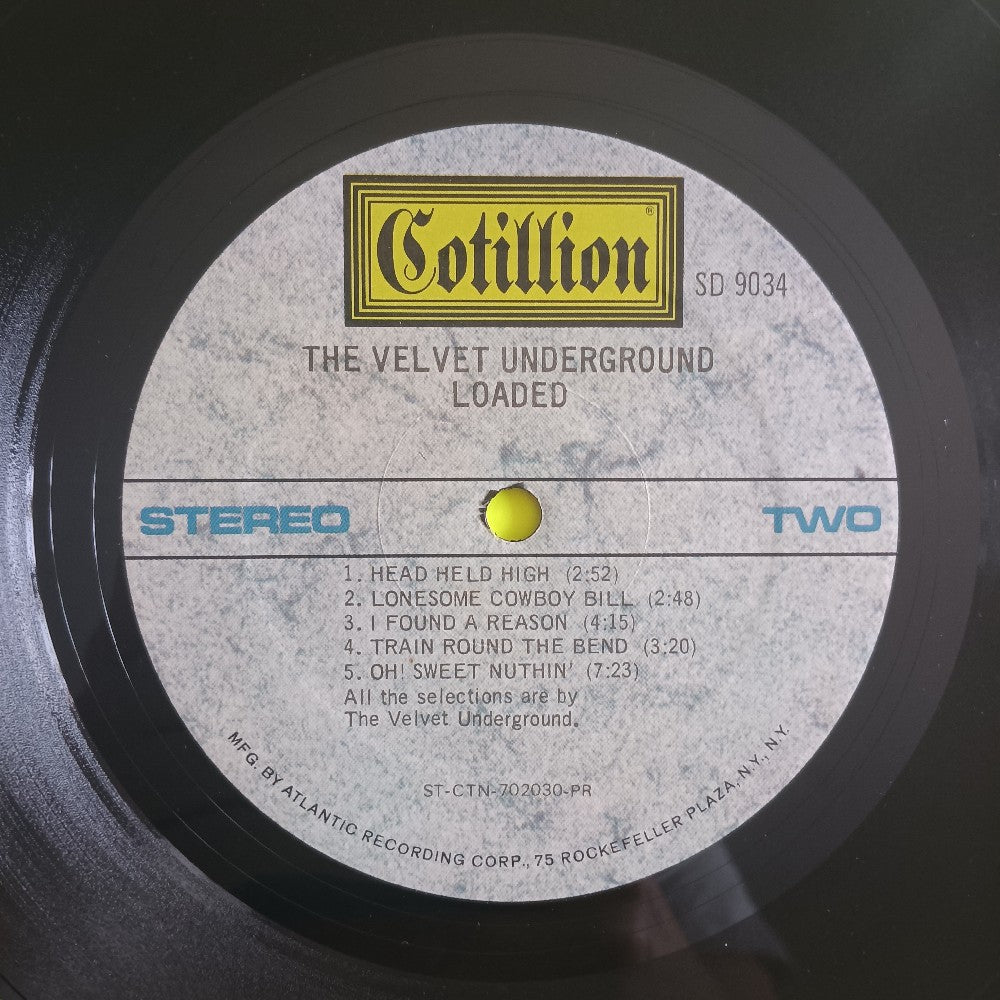 Cotillion ®
SD 9034
THE VELVET UNDERGROUND
LOADED
STEREO
TWO
1. HEAD HELD HIGH (2:52)
2. LONESOME COWBOY BILL (2:48)
3. I FOUND A REASON (4:15)
4. TRAIN ROUND THE BEND (3:20)
5. OH! SWEET NUTHIN' (7:23)
All the selections are by
The Velvet Underground.
ST-CTN-702030-PR
MFG. BY ATLANTIC RECORDING CORP., 75 ROCKEFELLER PLAZA, N.Y., N.Y.